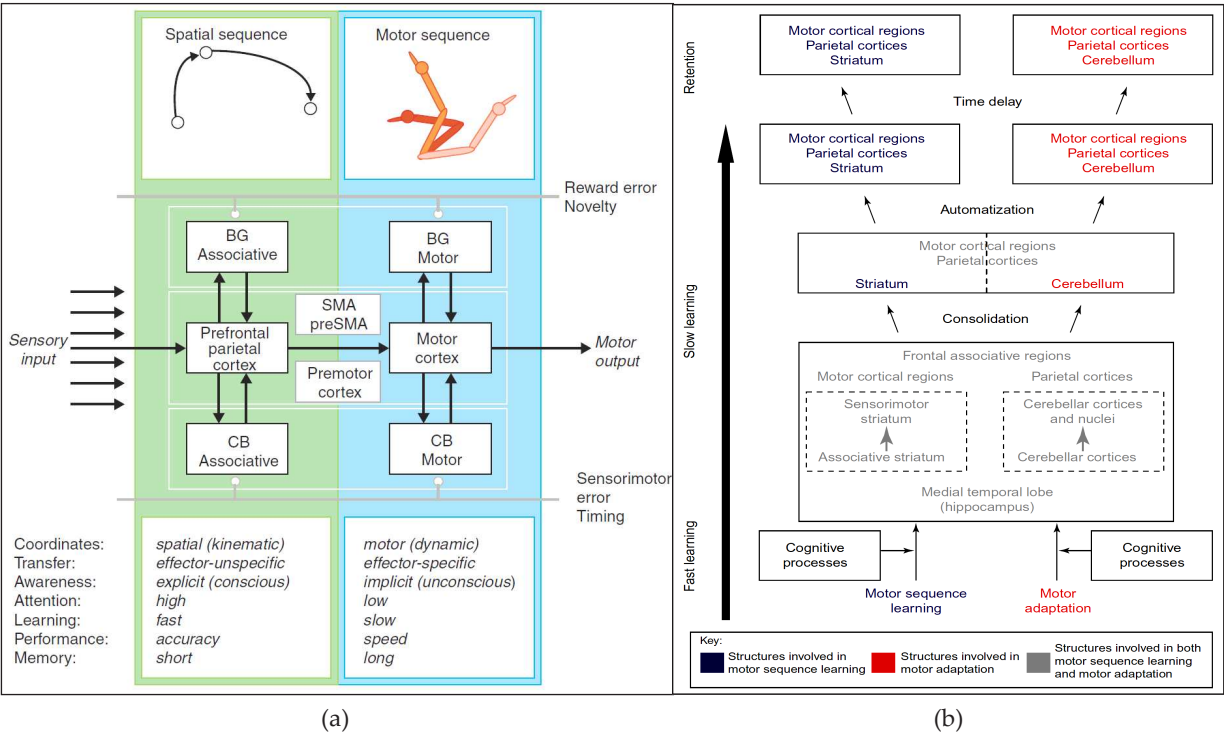 Spatial sequence
Motor sequence
Reward error
Novelty
BG
Associative
BG
Motor
SMA
preSMA
Sensory
input
Prefrontal
parietal
cortex
Motor
cortex
Motor
output
Premotor
cortex
CB
Associative
CB
Motor
Sensorimotor
error
Timing
Coordinates: spatial (kinematic) motor (dynamic)
Transfer: effector-unspecific effector-specific
Awareness: explicit (conscious) implicit (unconscious)
Attention: high low
Learning: fast slow
Performance: accuracy speed
Memory: short long
(a)
Retention
Slow learning
Fast learning
Motor cortical regions
Parietal cortices
Striatum
Motor cortical regions
Parietal cortices
Cerebellum
Time delay
Motor cortical regions
Parietal cortices
Striatum
Motor cortical regions
Parietal cortices
Cerebellum
Automatization
Motor cortical regions
Parietal cortices
Striatum
Cerebellum
Consolidation
Frontal associative regions
Motor cortical regions
Parietal cortices
Sensorimotor
striatum
Associative striatum
Cerebellar cortices
and nuclei
Cerebellar cortices
Medial temporal lobe
(hippocampus)
Cognitive
processes
Cognitive
processes
Motor sequence
learning
Motor
adaptation
Key:
Structures involved in
motor sequence learning
Structures involved in
motor adaptation
Structures involved in both
motor sequence learning
and motor adaptation
(b)